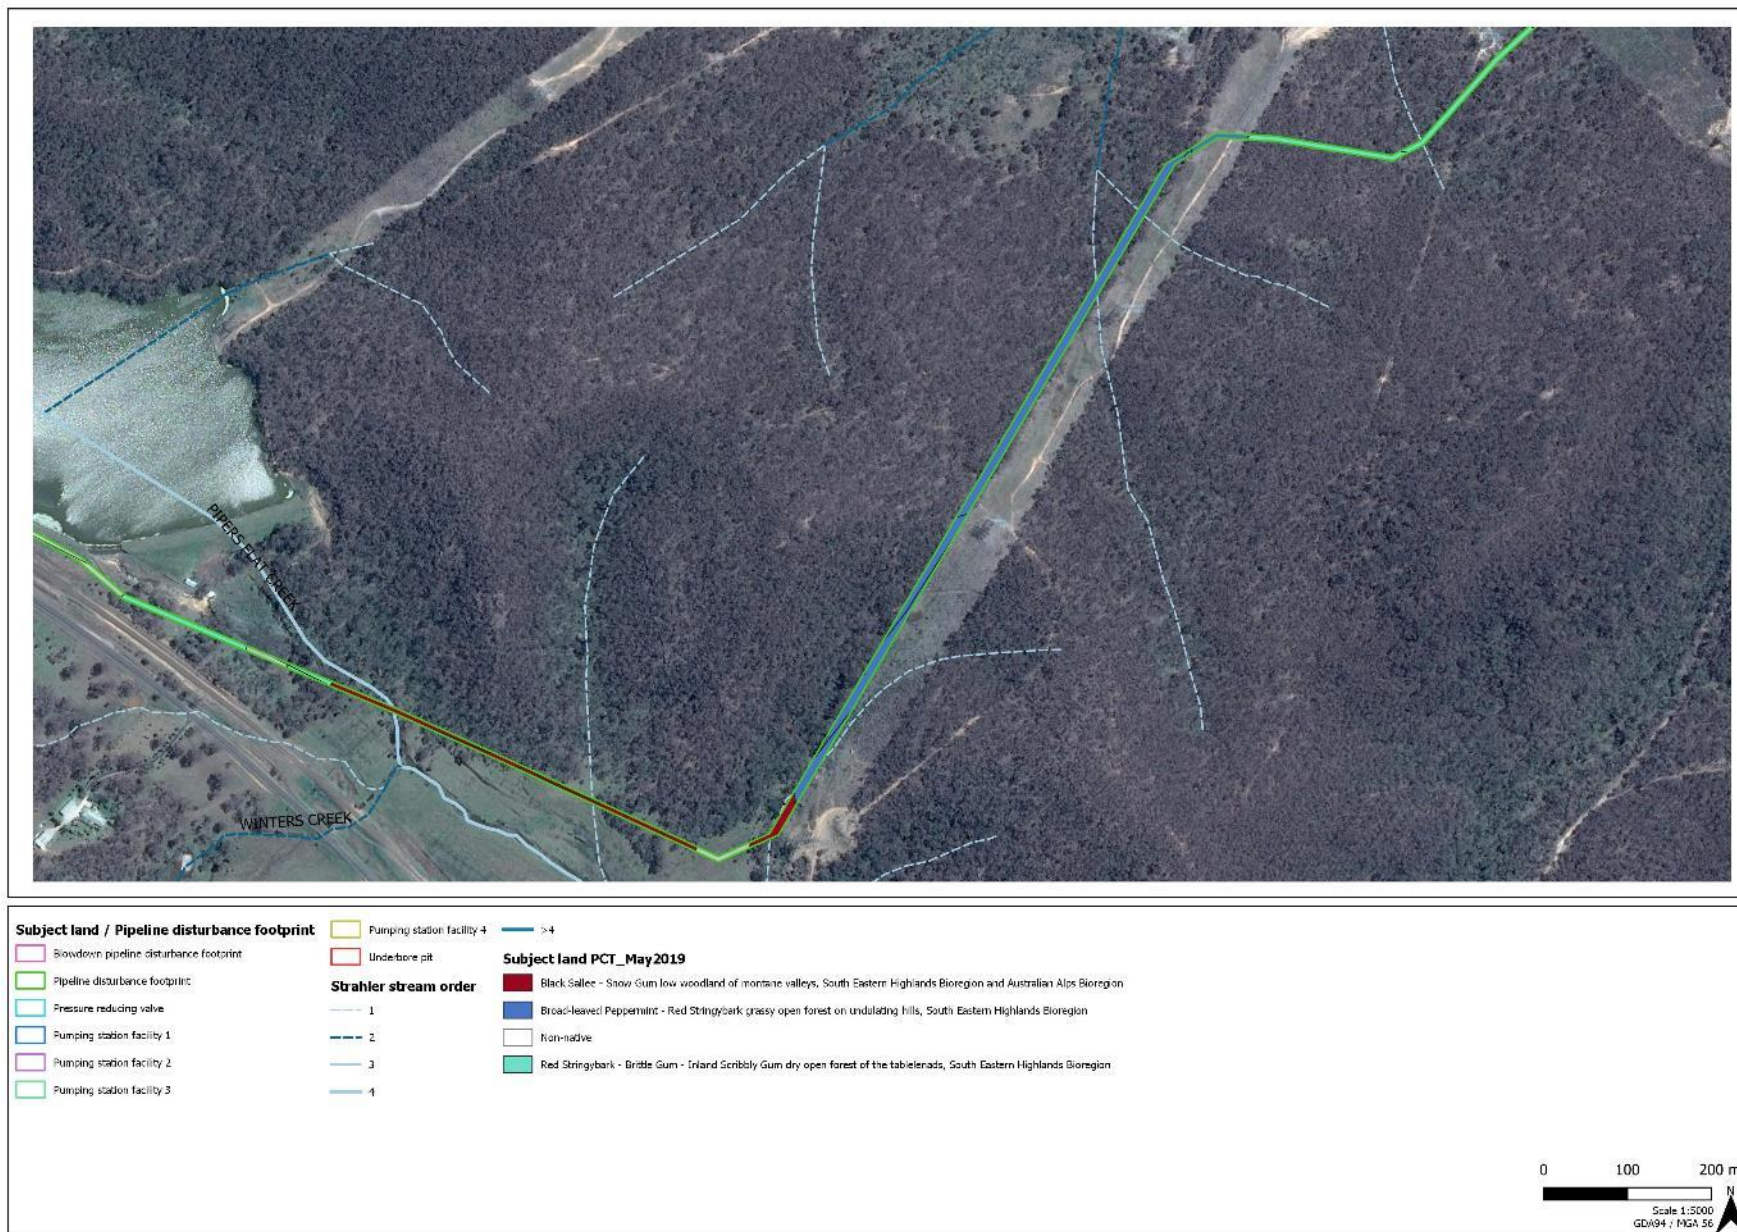 PIPERS FLAT CREEK
WINTERS CREEK
Subject land / Pipeline disturbance footprint
Blowdown pipeline disturbance footprint
Pipeline disturbance footprint
Pressure reducing valve
Pumping station facility 1
Pumping station facility 2
Pumping station facility 3
Pumping station facility 4
Underbore pit
Strahler stream order
1
2
3
4
>4
Subject land PCT_May2019
Black Sallee - Snow Gum low woodland of montane valleys, South Eastern Highlands Bioregion and Australian Alps Bioregion
Broad-leaved Peppermint - Red Stringybark grassy open forest on undulating hills, South Eastern Highlands Bioregion
Non-native
Red Stringybark - Brittle Gum - Inland Scribbly Gum dry open forest of the tablelenads, South Eastern Highlands Bioregion
0 100 200 m
N
Scale 1:5000
GDA94 / MGA 56